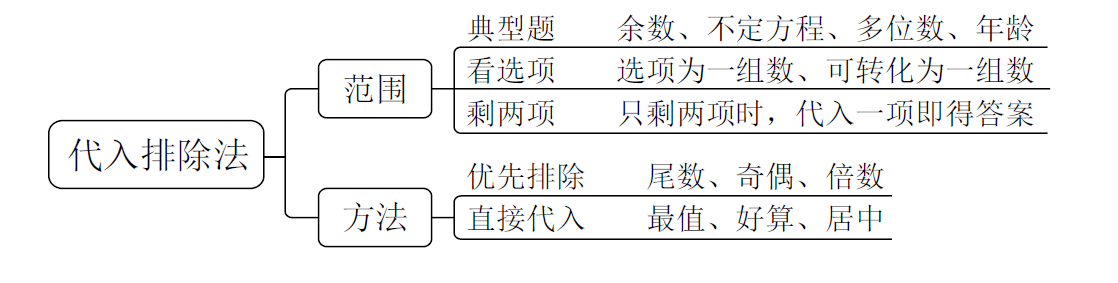 代入排除法
范围
典型题 余数、不定方程、多位数、年龄
看选项 选项为一组数、可转化为一组数
剩两项 只剩两项时，代入一项即得答案
方法
优先排除 尾数、奇偶、倍数
直接代入 最值、好算、居中